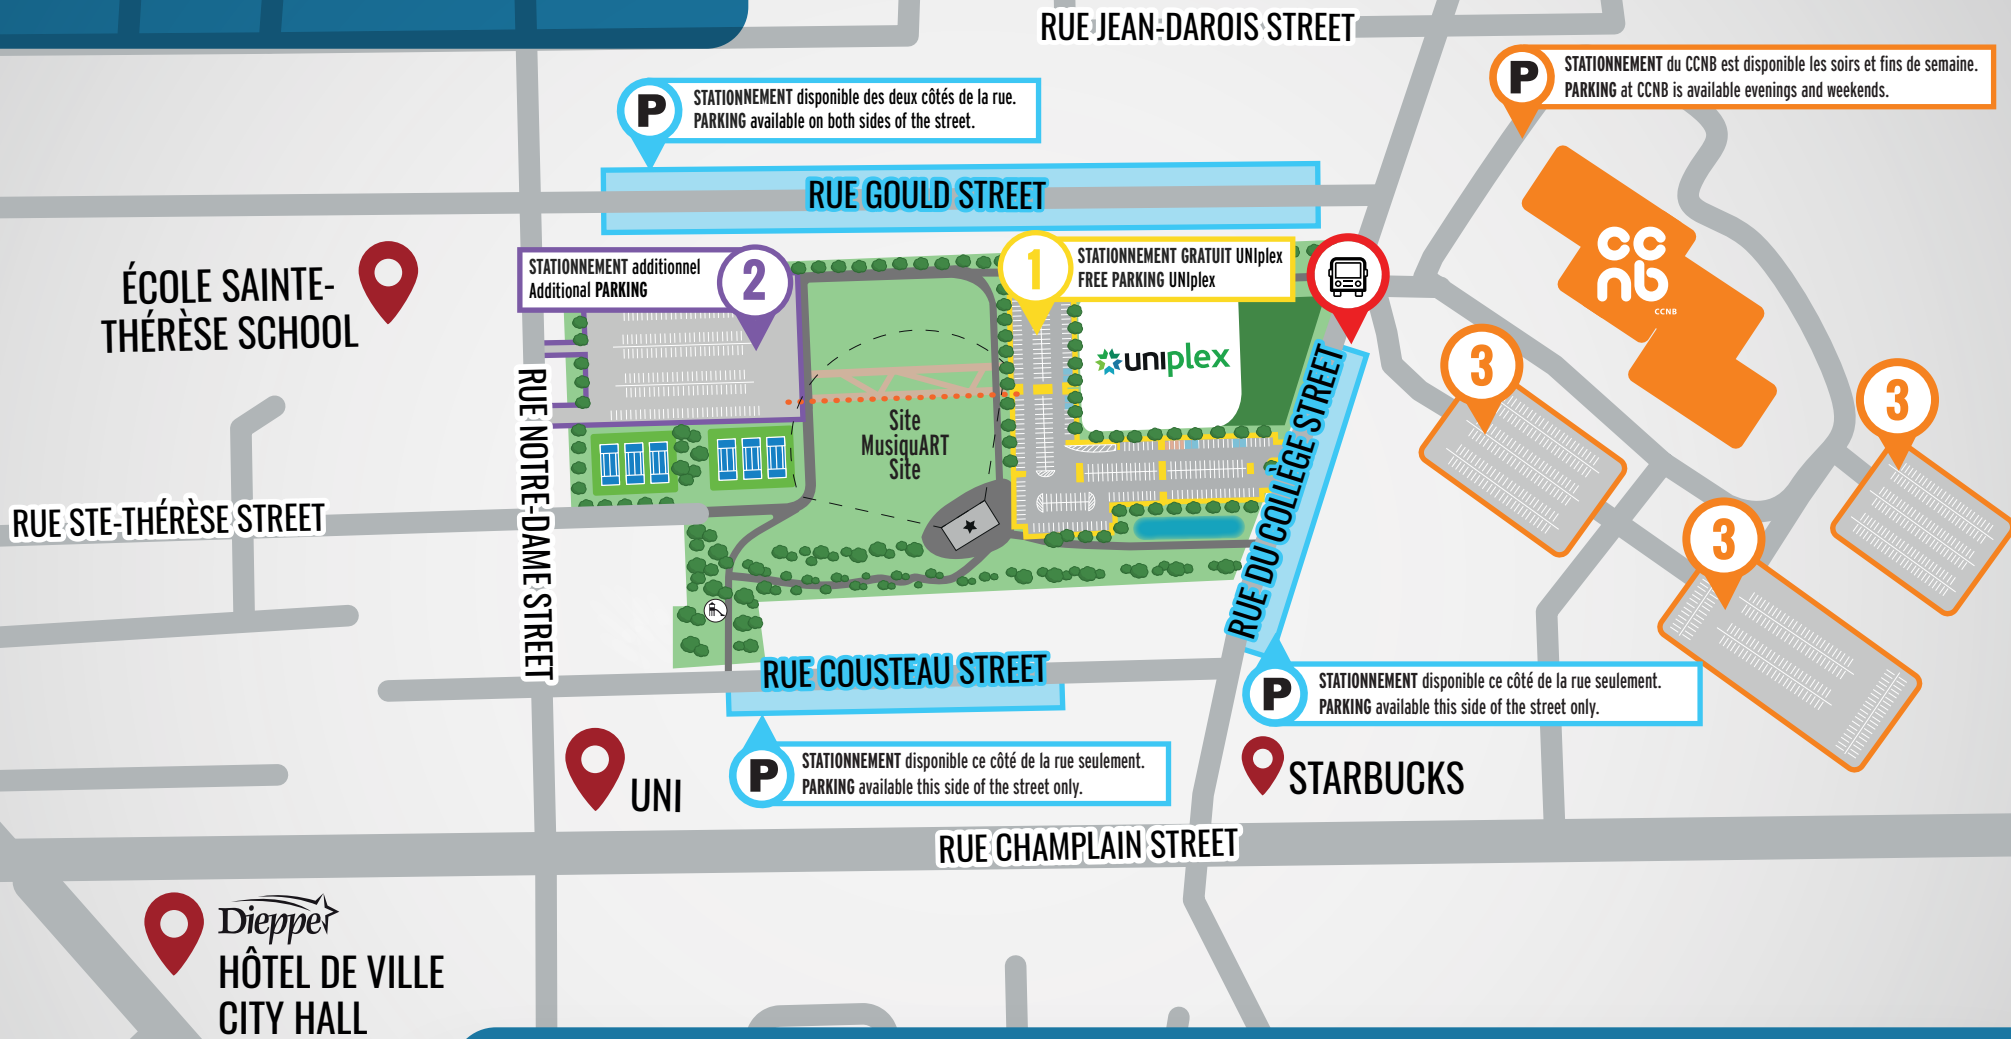 RUE JEAN-DAROIS STREET
P
STATIONNEMENT du CCNB est disponible les soirs et fins de semaine.
PARKING at CCNB is available evenings and weekends.
P
STATIONNEMENT disponible des deux côtés de la rue.
PARKING available on both sides of the street.
RUE GOULD STREET
ccnb
CCNB
ÉCOLE SAINTE-
THÉRÈSE SCHOOL
STATIONNEMENT additionnel
Additional PARKING
2
1
STATIONNEMENT GRATUIT UNIplex
FREE PARKING UNIplex
uniplex
3
3
3
Site
MusiquART
Site
RUE NOTRE-DAME STREET
RUE DU COLLÈGE STREET
RUE STE-THÉRÈSE STREET
RUE COUSTEAU STREET
P
STATIONNEMENT disponible ce côté de la rue seulement.
PARKING available this side of the street only.
UNI
P
STATIONNEMENT disponible ce côté de la rue seulement.
PARKING available this side of the street only.
STARBUCKS
RUE CHAMPLAIN STREET
Dieppe
HÔTEL DE VILLE
CITY HALL